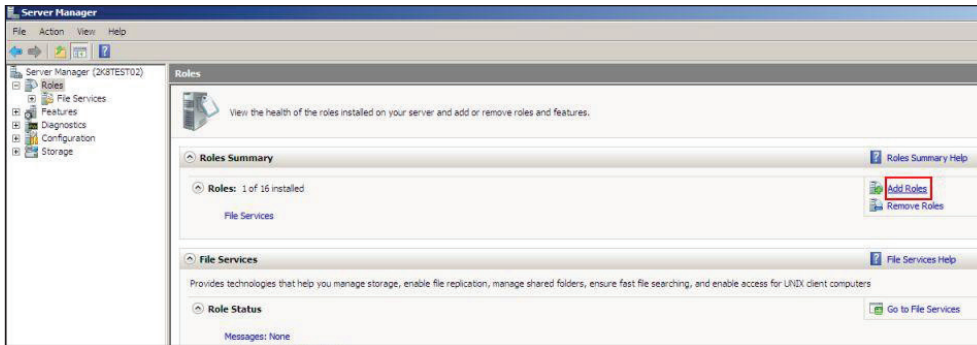 Server Manager
File Action View Help
Server Manager (2K8TEST02)
Roles
File Services
Features
Diagnostics
Configuration
Storage
Roles
View the health of the roles installed on your server and add or remove roles and features.
Roles Summary
Roles Summary Help
Roles: 1 of 16 installed
Add Roles
Remove Roles
File Services
File Services
File Services Help
Provides technologies that help you manage storage, enable file replication, manage shared folders, ensure fast file searching, and enable access for UNIX client computers
Role Status
Go to File Services
Messages: None